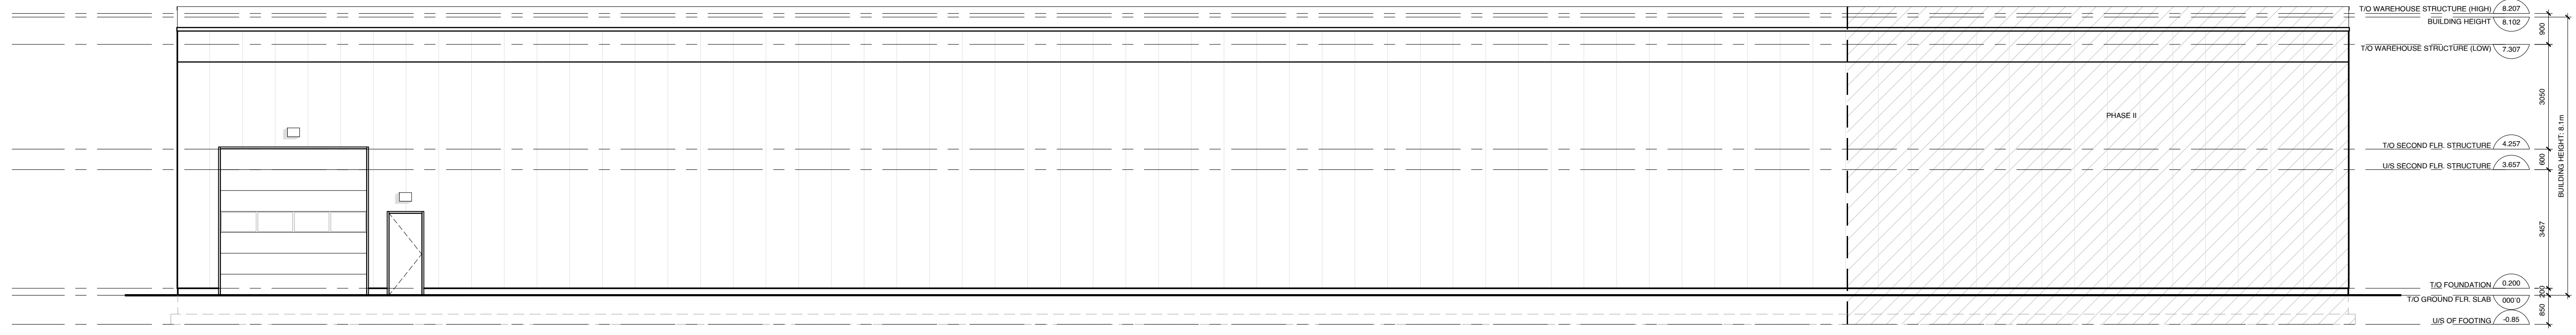 T/O WAREHOUSE STRUCTURE (HIGH) 8.207
BUILDING HEIGHT 8.102
900
T/O WAREHOUSE STRUCTURE (LOW) 7.307
3050
PHASE II
BUILDING HEIGHT: 8.1m
T/O SECOND FLR. STRUCTURE 4.257
600
U/S SECOND FLR. STRUCTURE 3.657
3457
T/O FOUNDATION 0.200
200
T/O GROUND FLR. SLAB 000'0
850
U/S OF FOOTING -0.85